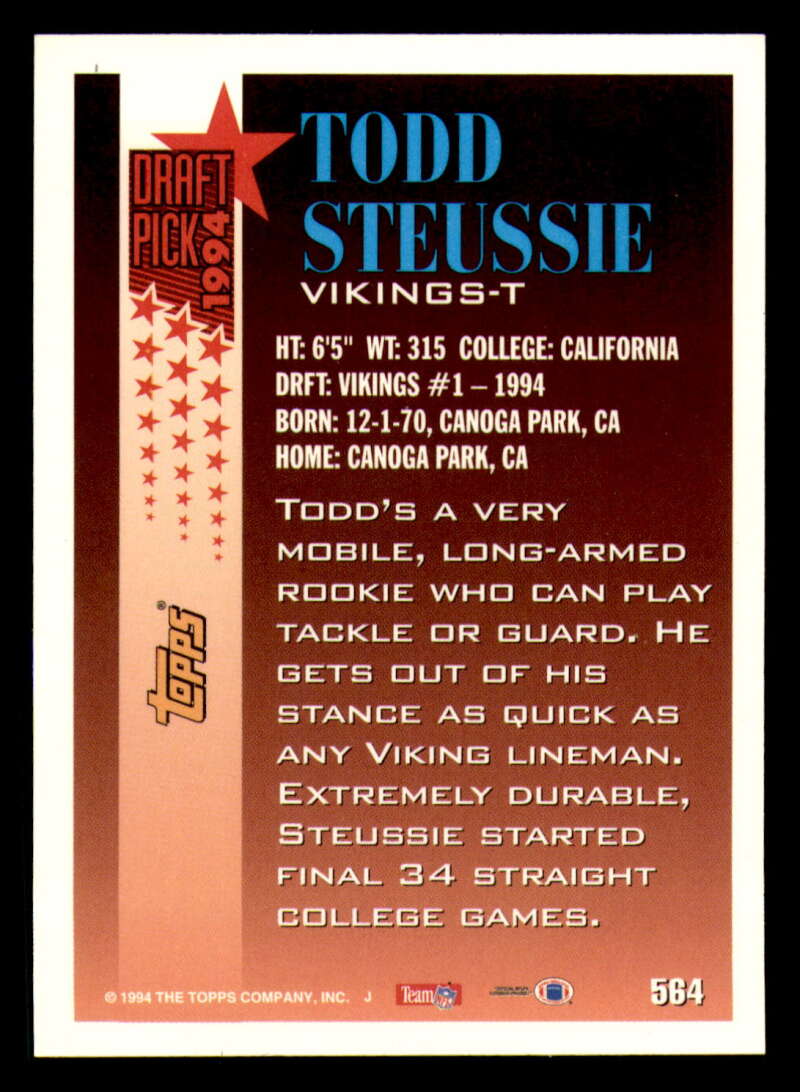 DRAFT
PICK
1994
TODD
STEUSSIE
VIKINGS-T
HT: 6'5" WT: 315 COLLEGE: CALIFORNIA
DRFT: VIKINGS #1 – 1994
BORN: 12-1-70, CANOGA PARK, CA
HOME: CANOGA PARK, CA
TODD'S A VERY
MOBILE, LONG-ARMED
ROOKIE WHO CAN PLAY
TACKLE OR GUARD. HE
GETS OUT OF HIS
STANCE AS QUICK AS
ANY VIKING LINEMAN.
EXTREMELY DURABLE,
STEUSSIE STARTED
FINAL 34 STRAIGHT
COLLEGE GAMES.
Topps®
© 1994 THE TOPPS COMPANY, INC. J
Team NFL
564